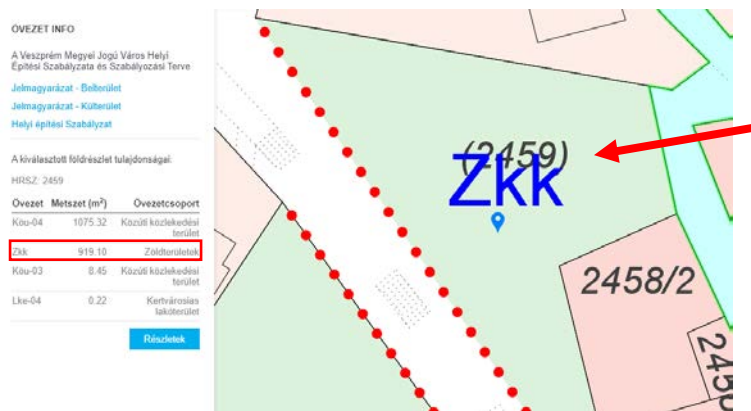 ÖVEZET INFO
A Veszprém Megyei Jogú Város Helyi
Építési Szabályzata és Szabályozási Terve
Jelmagyarázat - Belterület
Jelmagyarázat - Külterület
Helyi építési Szabályzat
A kiválasztott földrészlet tulajdonságai:
HRSZ: 2459
Övezet Metszet (m²) Övezetcsoport
Köu-04 1075.32 Közúti közlekedési
terület
Zkk 919.10 Zöldterületek
Köu-03 8.45 Közúti közlekedési
terület
Lke-04 0.22 Kertvárosias
lakóterület
Részletek
(2459)
Zkk
2458/2